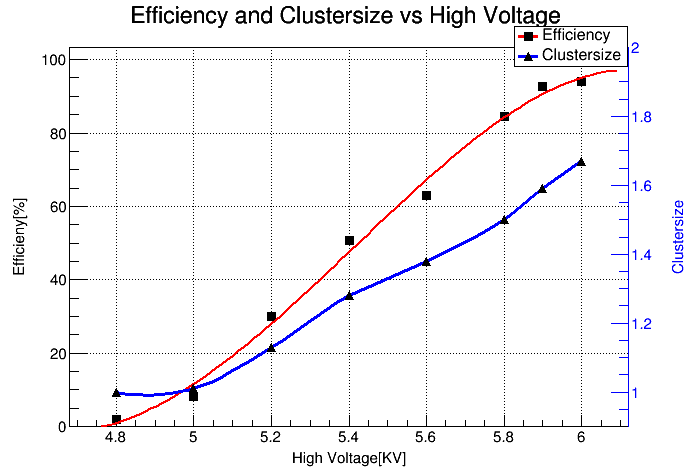 Efficiency and Clustersize vs High Voltage
Efficiency
Clustersize
100
80
60
40
20
0
Efficieny[%]
2
1.8
1.6
1.4
1.2
1
Clustersize
4.8 5 5.2 5.4 5.6 5.8 6
High Voltage[KV]